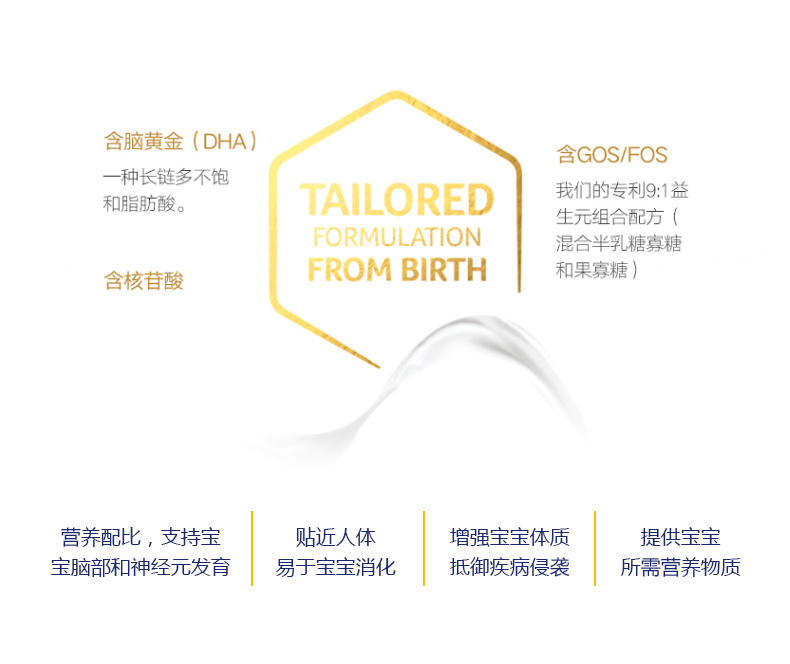 含脑黄金（DHA）
一种长链多不饱
和脂肪酸。
含核苷酸
TAILORED
FORMULATION
FROM BIRTH
含GOS/FOS
我们的专利9:1益
生元组合配方（
混合半乳糖寡糖
和果寡糖）
营养配比，支持宝
宝脑部和神经元发育
贴近人体
易于宝宝消化
增强宝宝体质
抵御疾病侵袭
提供宝宝
所需营养物质